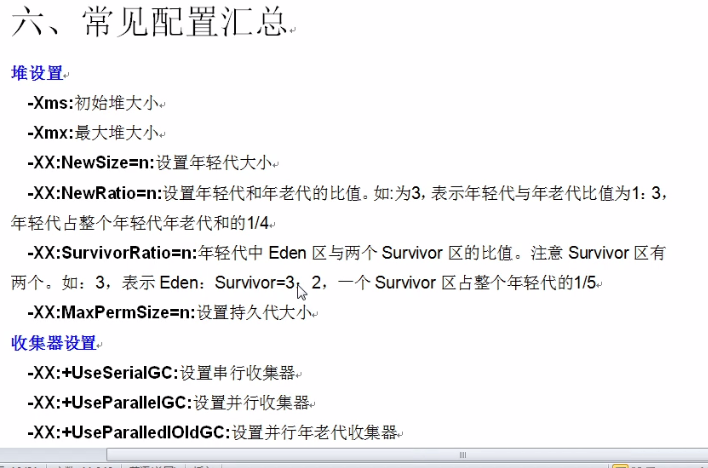 六、常见配置汇总
堆设置
-Xms:初始堆大小
-Xmx:最大堆大小
-XX:NewSize=n:设置年轻代大小
-XX:NewRatio=n:设置年轻代和年老代的比值。如:为3，表示年轻代与年老代比值为1：3，
年轻代占整个年轻代年老代和的1/4
-XX:SurvivorRatio=n:年轻代中 Eden 区与两个 Survivor 区的比值。注意 Survivor 区有
两个。如：3，表示 Eden：Survivor=3：2，一个 Survivor 区占整个年轻代的1/5
-XX:MaxPermSize=n:设置持久代大小
收集器设置
-XX:+UseSerialGC:设置串行收集器
-XX:+UseParallelGC:设置并行收集器
-XX:+UseParalledlOldGC:设置并行年老代收集器